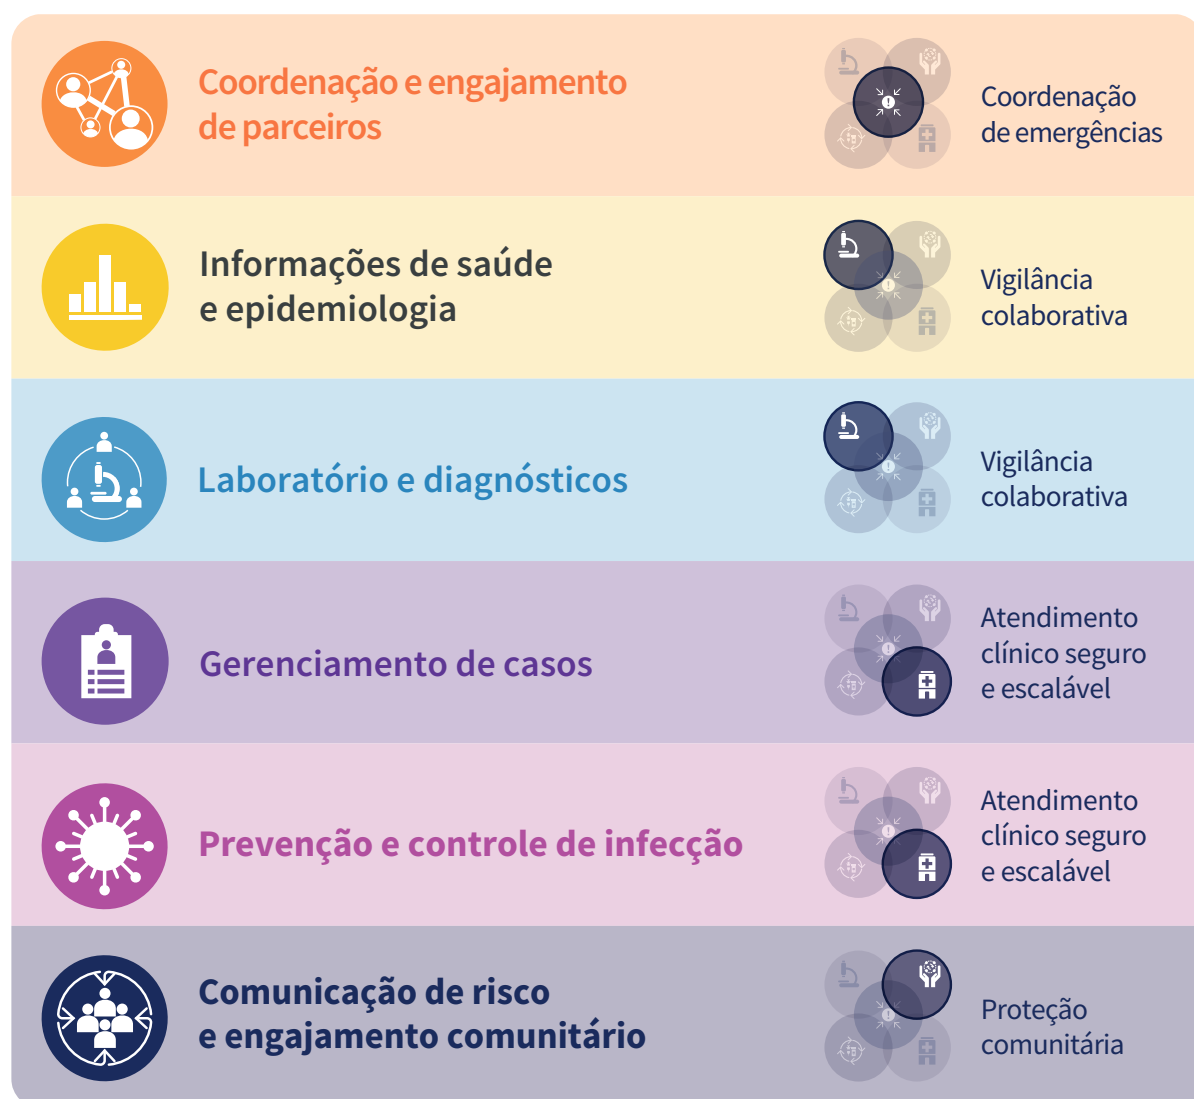 Coordenação e engajamento
de parceiros
Coordenação
de emergências
Informações de saúde
e epidemiologia
Vigilância
colaborativa
Laboratório e diagnósticos
Vigilância
colaborativa
Gerenciamento de casos
Atendimento
clínico seguro
e escalável
Prevenção e controle de infecção
Atendimento
clínico seguro
e escalável
Comunicação de risco
e engajamento comunitário
Proteção
comunitária